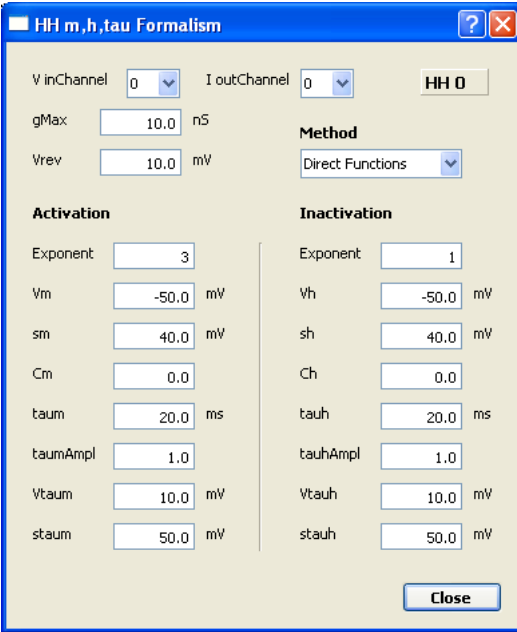 HH m,h,tau Formalism
V inChannel 0 I outChannel 0 HH 0
gMax 10.0 nS
Method
Vrev 10.0 mV Direct Functions
Activation Inactivation
Exponent 3 Exponent 1
Vm -50.0 mV Vh -50.0 mV
sm 40.0 mV sh 40.0 mV
Cm 0.0 Ch 0.0
taum 20.0 ms tauh 20.0 ms
taumAmpl 1.0 tauhAmpl 1.0
Vtaum 10.0 mV Vtauh 10.0 mV
staum 50.0 mV stauh 50.0 mV
Close